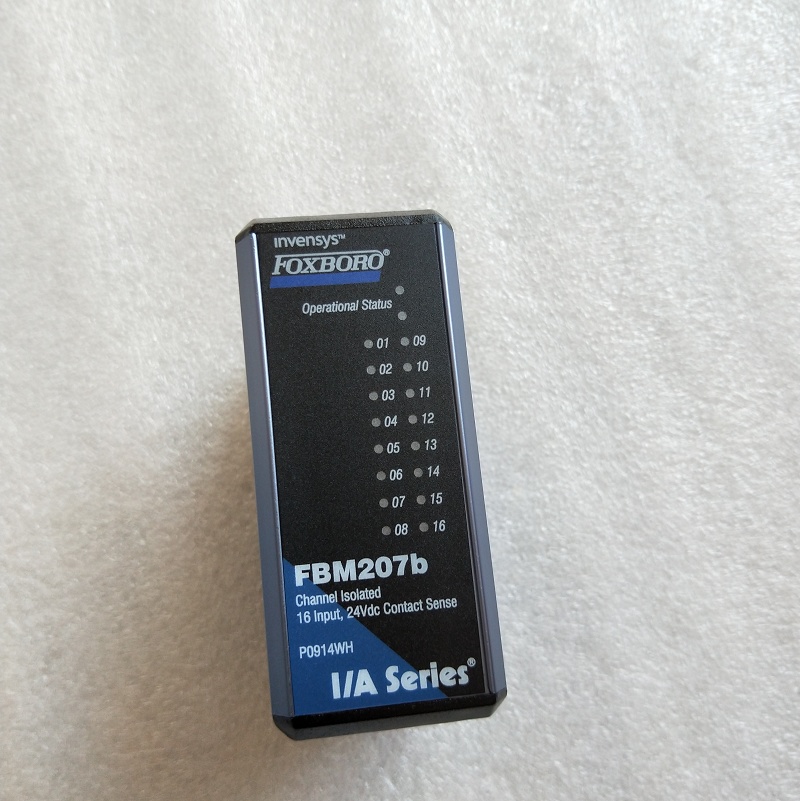 invensys™
FOXBORO®
Operational Status
01 09
02 10
03 11
04 12
05 13
06 14
07 15
08 16
FBM207b
Channel Isolated
16 Input, 24Vdc Contact Sense
P0914WH
I/A Series®